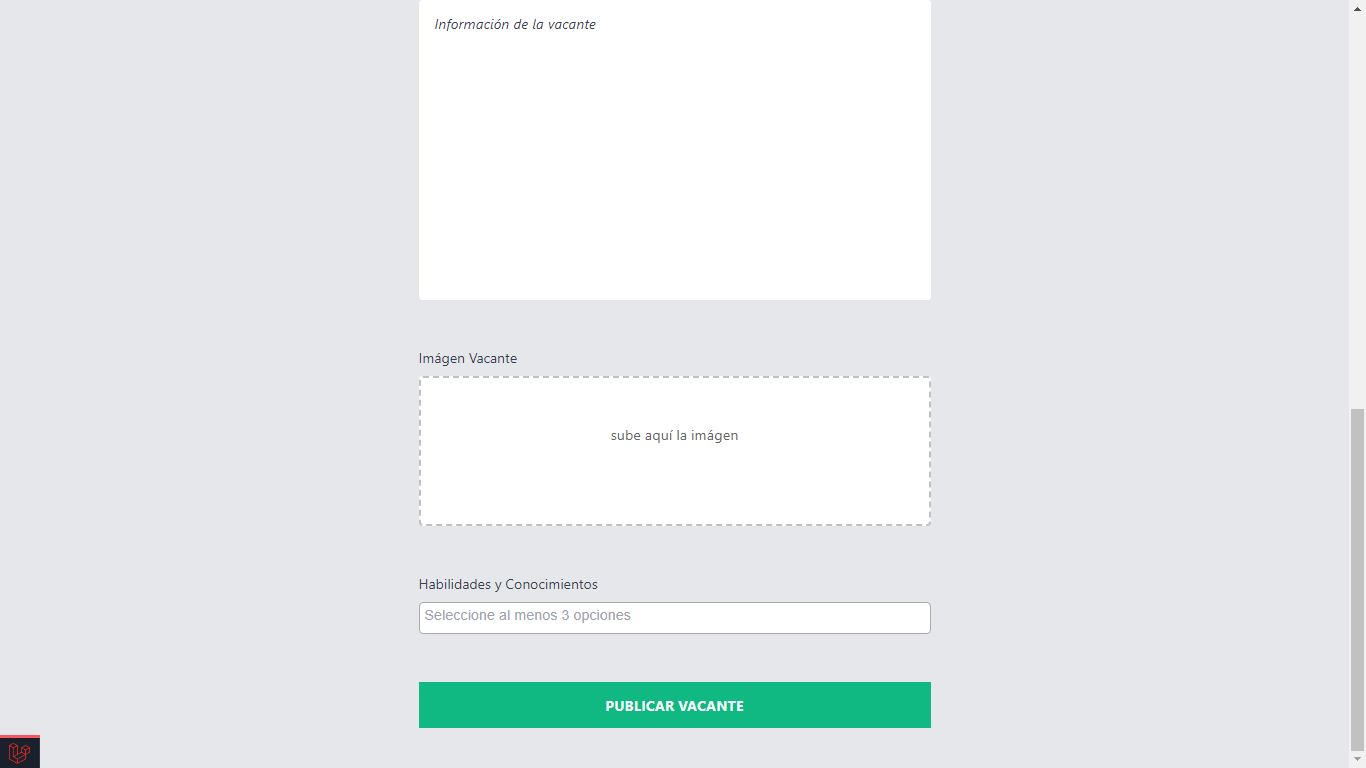 Información de la vacante
Imágen Vacante
sube aquí la imágen
Habilidades y Conocimientos
Seleccione al menos 3 opciones
PUBLICAR VACANTE